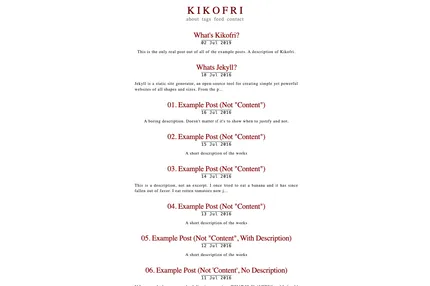 KIKOFRI
about tags feed contact
What's Kikofri?
02 Jul 2019
This is the only real post out of all of the example posts. A description of Kikofri.
Whats Jekyll?
18 Jul 2016
Jekyll is a static site generator, an open-source tool for creating simple yet powerful
websites of all shapes and sizes. From the p...
01. Example Post (Not "Content")
16 Jul 2016
A boring description. Doesn't matter if it's to show when to justify and not.
02. Example Post (Not "Content")
15 Jul 2016
A short description of the works
03. Example Post (Not "Content")
14 Jul 2016
This is a description, not an excerpt. I once tried to eat a banana and it has since
fallen out of favor. I eat rotten tomatoes now
04. Example Post (Not "Content")
13 Jul 2016
A short description of the works
05. Example Post (Not "Content", With Description)
12 Jul 2016
A short description of the works
06. Example Post (Not 'Content', No Description)
11 Jul 2016